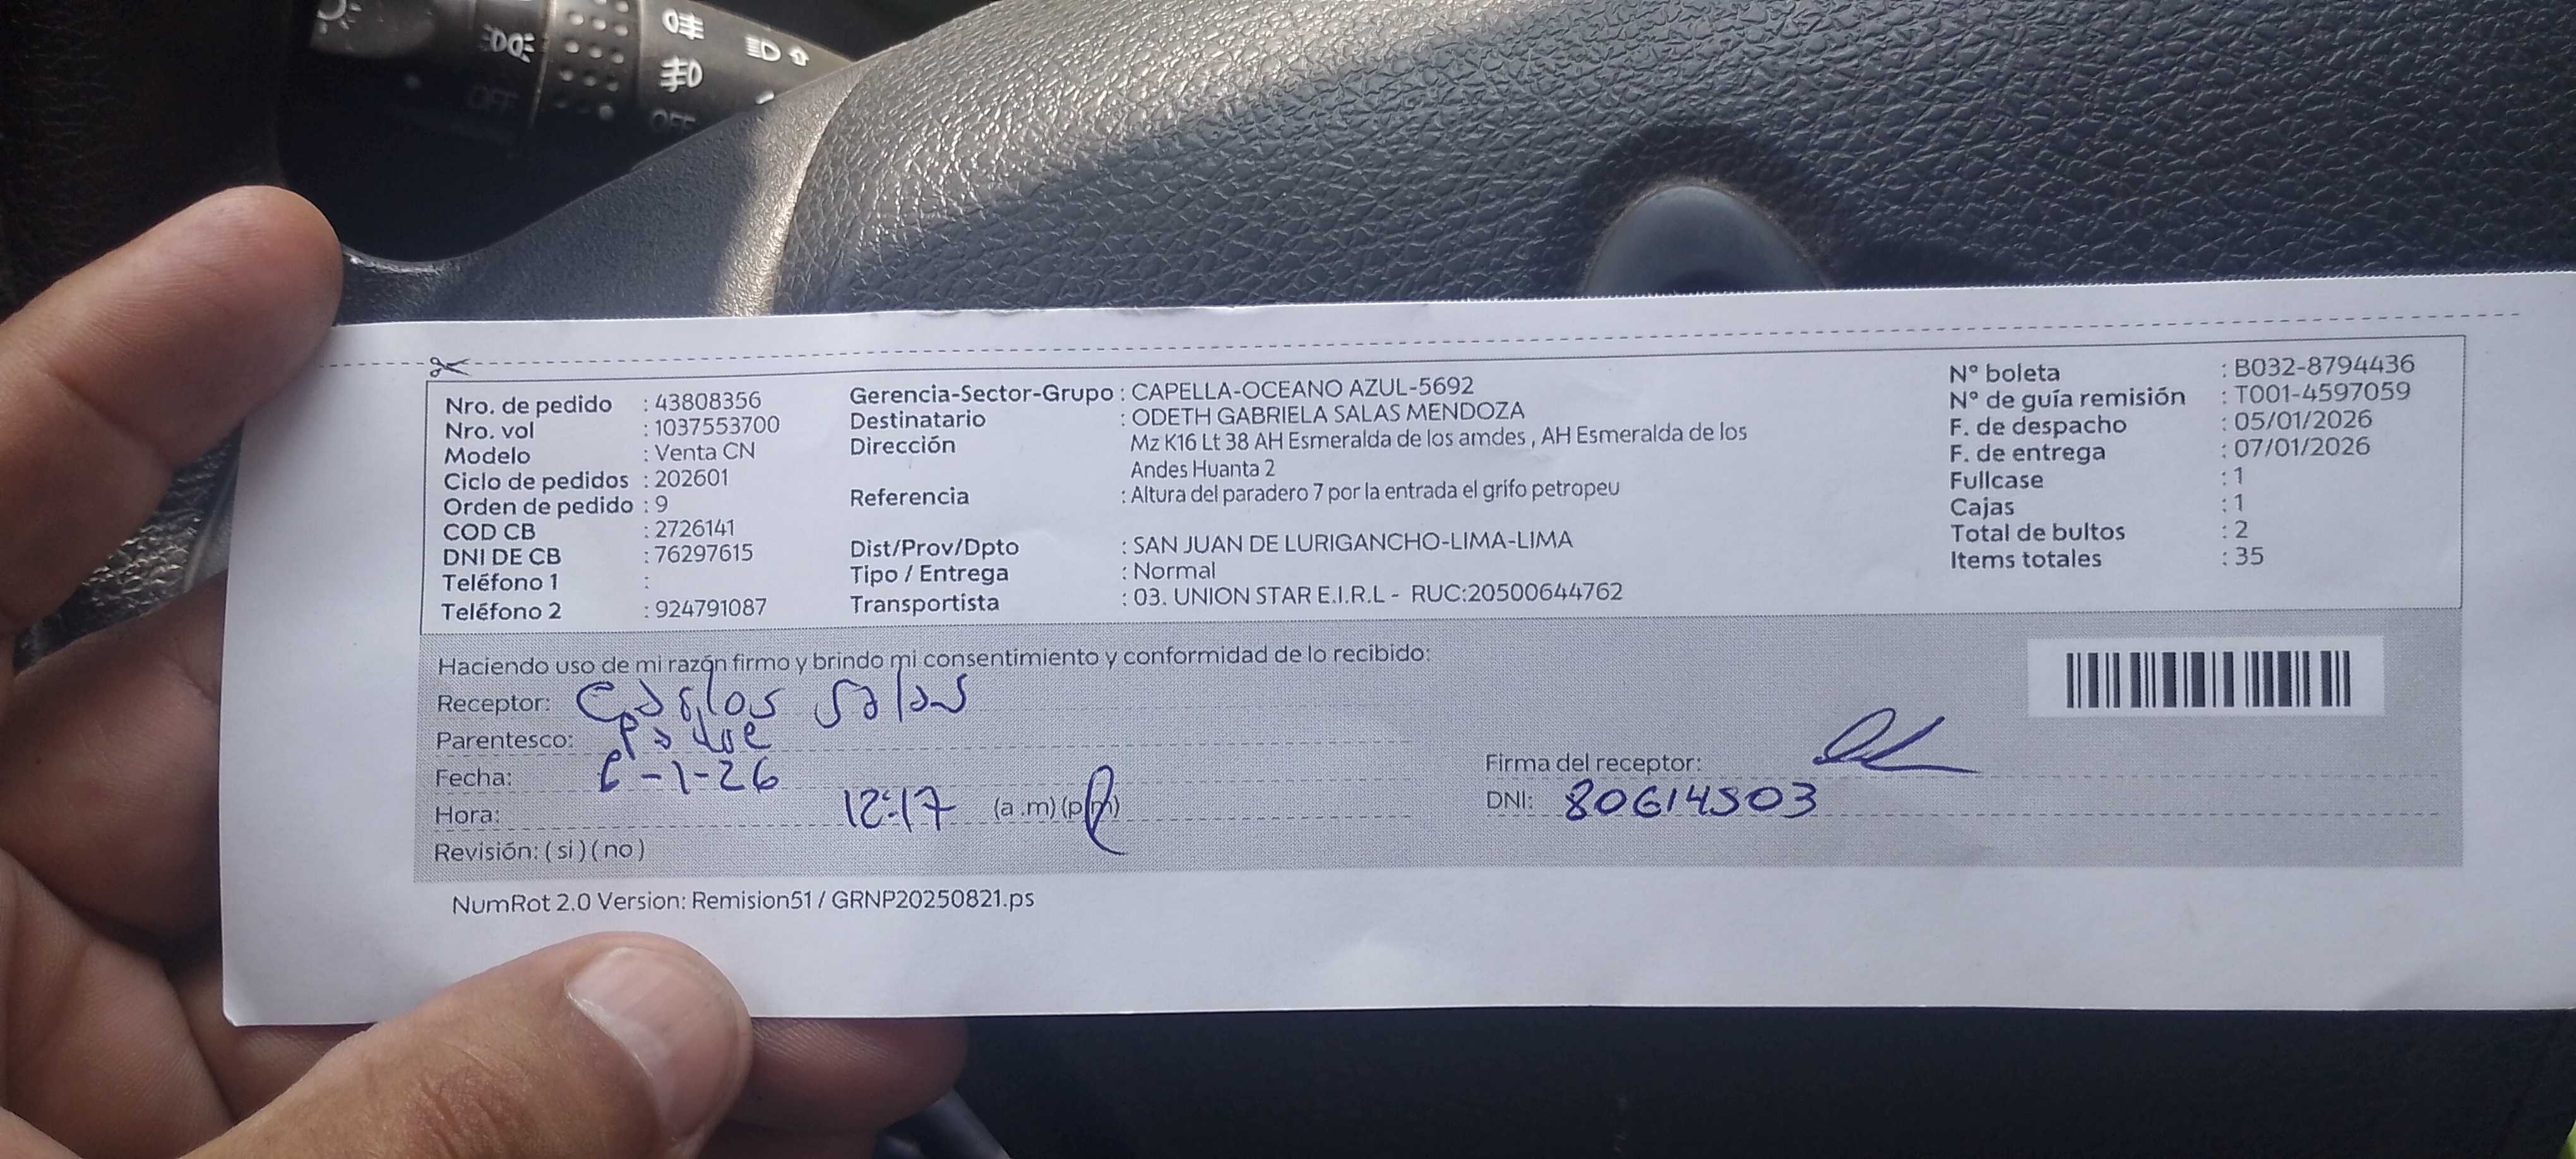 OFF
OFF
Nro. de pedido : 43808356
Nro. vol : 1037553700
Modelo : Venta CN
Ciclo de pedidos : 202601
Orden de pedido : 9
COD CB : 2726141
DNI DE CB : 76297615
Teléfono 1 :
Teléfono 2 : 924791087
Gerencia-Sector-Grupo : CAPELLA-OCEANO AZUL-5692
Destinatario : ODETH GABRIELA SALAS MENDOZA
Dirección Mz K16 Lt 38 AH Esmeralda de los amdes , AH Esmeralda de los
Andes Huanta 2
Referencia : Altura del paradero 7 por la entrada el grifo petropeu
Dist/Prov/Dpto : SAN JUAN DE LURIGANCHO-LIMA-LIMA
Tipo / Entrega : Normal
Transportista : 03. UNION STAR E.I.R.L - RUC:20500644762
N° boleta : B032-8794436
N° de guía remisión : T001-4597059
F. de despacho : 05/01/2026
F. de entrega : 07/01/2026
Fullcase : 1
Cajas : 1
Total de bultos : 2
Items totales : 35
Haciendo uso de mi razón firmo y brindo mi consentimiento y conformidad de lo recibido:
Receptor: Carlos Salas
Parentesco: Padre
Fecha: 6-1-26
Hora: 12:17 (a .m) (p.m)
Revisión: ( si ) ( no )
Firma del receptor:
DNI: 80614503
NumRot 2.0 Version: Remision51 / GRNP20250821.ps